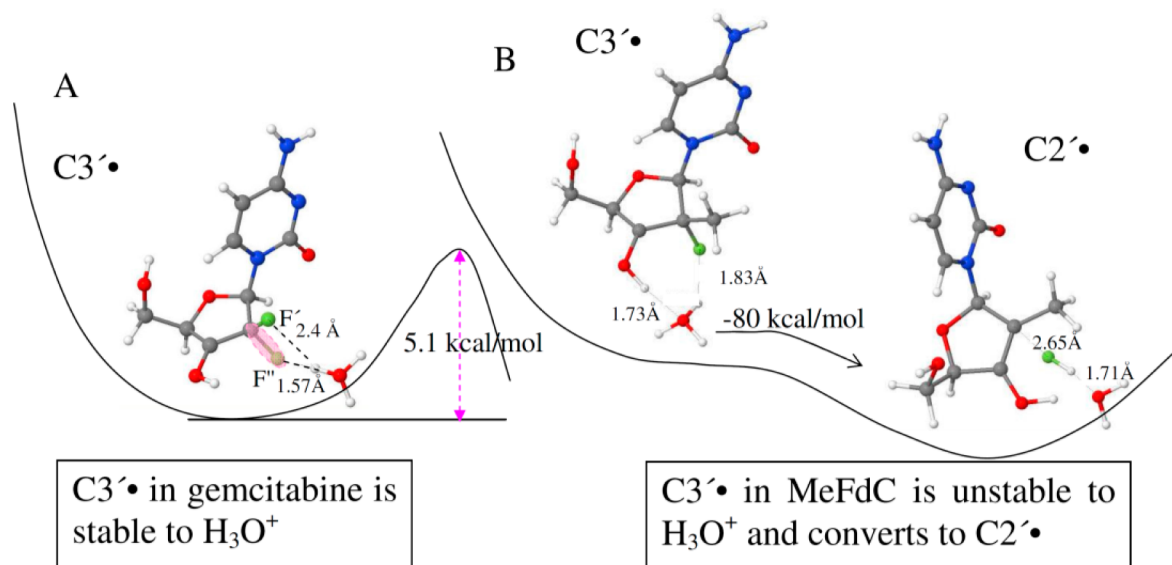 A
C3´•
F´
2.4 Å
F"
1.57Å
5.1 kcal/mol
C3´• in gemcitabine is
stable to H₃O⁺
B
C3´•
1.83Å
1.73Å
-80 kcal/mol
C2´•
2.65Å
1.71Å
C3´• in MeFdC is unstable to
H₃O⁺ and converts to C2´•